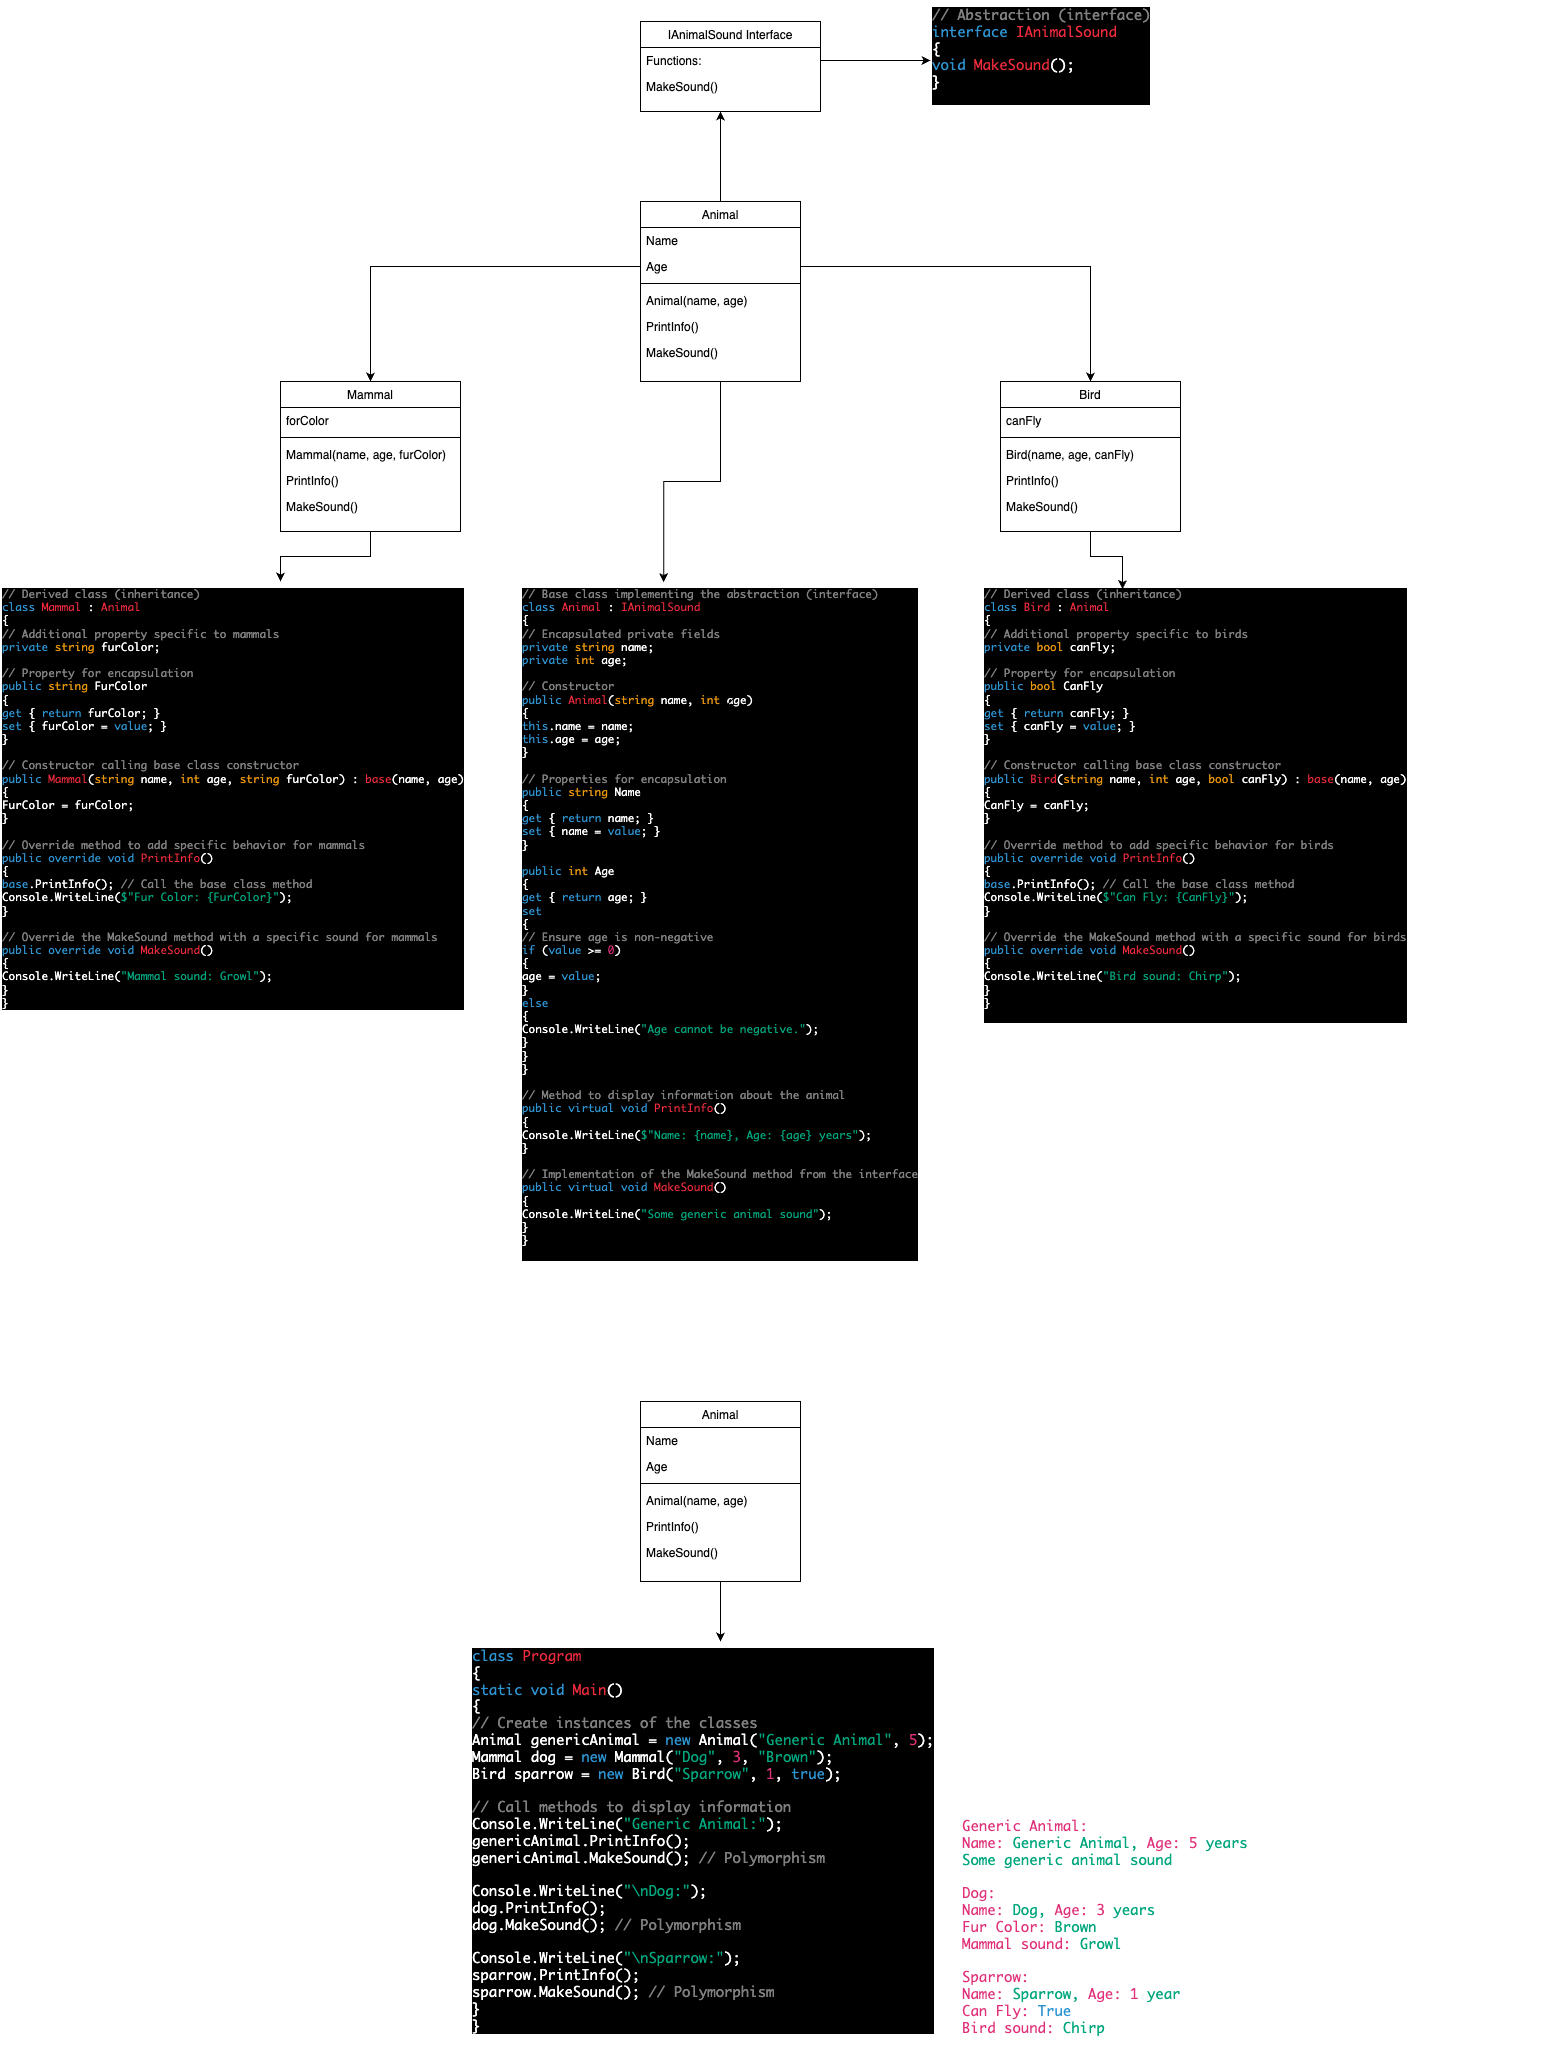 IAnimalSound Interface
Functions:
MakeSound()
// Abstraction (interface)
interface IAnimalSound
{
void MakeSound();
}
Animal
Name
Age
Animal(name, age)
PrintInfo()
MakeSound()
Mammal
forColor
Mammal(name, age, furColor)
PrintInfo()
MakeSound()
Bird
canFly
Bird(name, age, canFly)
PrintInfo()
MakeSound()
// Derived class (inheritance)
class Mammal : Animal
{
// Additional property specific to mammals
private string furColor;
// Property for encapsulation
public string FurColor
{
get { return furColor; }
set { furColor = value; }
}
// Constructor calling base class constructor
public Mammal(string name, int age, string furColor) : base(name, age)
{
FurColor = furColor;
}
// Override method to add specific behavior for mammals
public override void PrintInfo()
{
base.PrintInfo(); // Call the base class method
Console.WriteLine($"Fur Color: {FurColor}");
}
// Override the MakeSound method with a specific sound for mammals
public override void MakeSound()
{
Console.WriteLine("Mammal sound: Growl");
}
}
// Base class implementing the abstraction (interface)
class Animal : IAnimalSound
{
// Encapsulated private fields
private string name;
private int age;
// Constructor
public Animal(string name, int age)
{
this.name = name;
this.age = age;
}
// Properties for encapsulation
public string Name
{
get { return name; }
set { name = value; }
}
public int Age
{
get { return age; }
set
{
// Ensure age is non-negative
if (value >= 0)
{
age = value;
}
else
{
Console.WriteLine("Age cannot be negative.");
}
}
}
// Method to display information about the animal
public virtual void PrintInfo()
{
Console.WriteLine($"Name: {name}, Age: {age} years");
}
// Implementation of the MakeSound method from the interface
public virtual void MakeSound()
{
Console.WriteLine("Some generic animal sound");
}
}
// Derived class (inheritance)
class Bird : Animal
{
// Additional property specific to birds
private bool canFly;
// Property for encapsulation
public bool CanFly
{
get { return canFly; }
set { canFly = value; }
}
// Constructor calling base class constructor
public Bird(string name, int age, bool canFly) : base(name, age)
{
CanFly = canFly;
}
// Override method to add specific behavior for birds
public override void PrintInfo()
{
base.PrintInfo(); // Call the base class method
Console.WriteLine($"Can Fly: {CanFly}");
}
// Override the MakeSound method with a specific sound for birds
public override void MakeSound()
{
Console.WriteLine("Bird sound: Chirp");
}
}
Animal
Name
Age
Animal(name, age)
PrintInfo()
MakeSound()
class Program
{
static void Main()
{
// Create instances of the classes
Animal genericAnimal = new Animal("Generic Animal", 5);
Mammal dog = new Mammal("Dog", 3, "Brown");
Bird sparrow = new Bird("Sparrow", 1, true);
// Call methods to display information
Console.WriteLine("Generic Animal:");
genericAnimal.PrintInfo();
genericAnimal.MakeSound(); // Polymorphism
Console.WriteLine("\nDog:");
dog.PrintInfo();
dog.MakeSound(); // Polymorphism
Console.WriteLine("\nSparrow:");
sparrow.PrintInfo();
sparrow.MakeSound(); // Polymorphism
}
}
Generic Animal:
Name: Generic Animal, Age: 5 years
Some generic animal sound
Dog:
Name: Dog, Age: 3 years
Fur Color: Brown
Mammal sound: Growl
Sparrow:
Name: Sparrow, Age: 1 year
Can Fly: True
Bird sound: Chirp